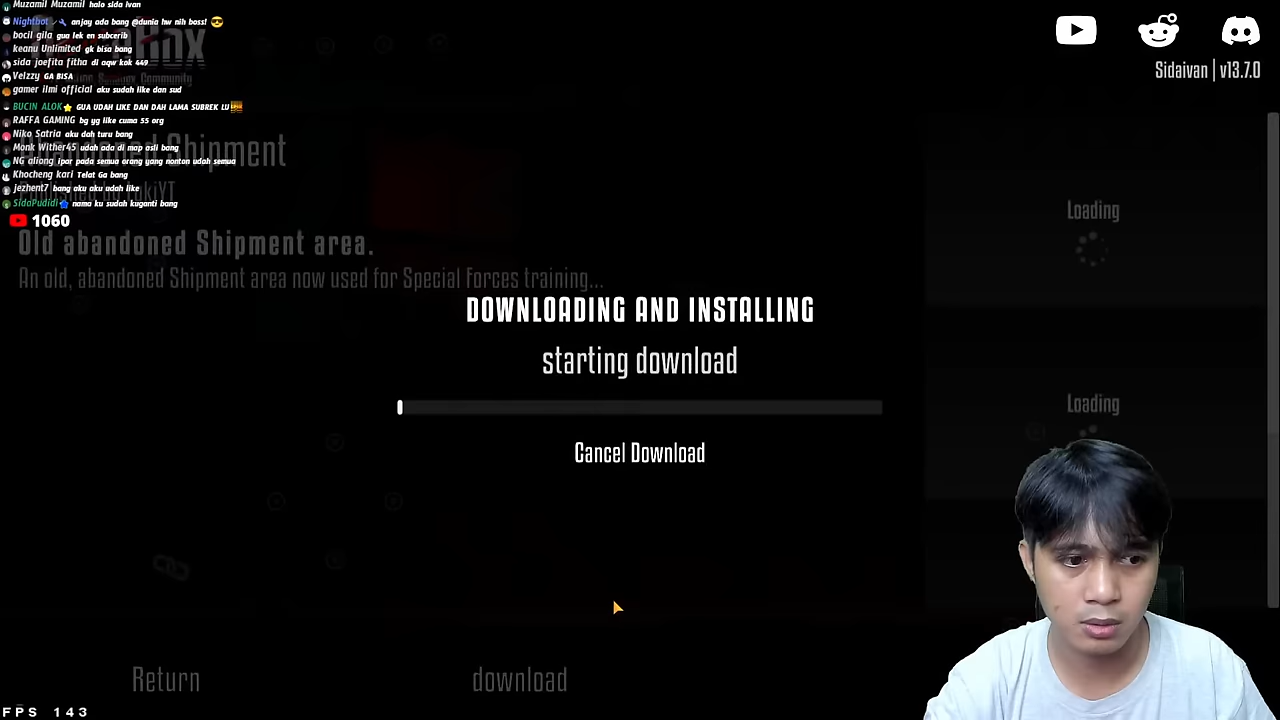 Muzamil Muzamil halo sida ivan
Nightbot anjay ada bang @dunia hw nih boss! 😎
bocil gila gua lek en subcerib
keanu Unlimited gk bisa bang
sida joefita fitha di aqw kok 449
Velzzy GA BISA
gamer ilmi official aku sudah like dan sud
BUCIN ALOK⭐ GUA UDAH LIKE DAN DAH LAMA SUBREK LU
RAFFA GAMING bg yg like cuma 55 org
Niko Satria aku dah turu bang
Monk Wither45 udah ada di map asli bang
NG aliong ipar pada semua orang yang nonton udah semua
Khocheng kari Telat Ga bang
jezhent7 bang aku aku udah like
SidaPudidi nama ku sudah kuganti bang
1060
Sidaivan | v13.7.0
Sandbox Community
Abandoned Shipment
Old abandoned Shipment area.
An old, abandoned Shipment area now used for Special Forces training...
Loading
DOWNLOADING AND INSTALLING
starting download
Cancel Download
Loading
Return
download
FPS 143